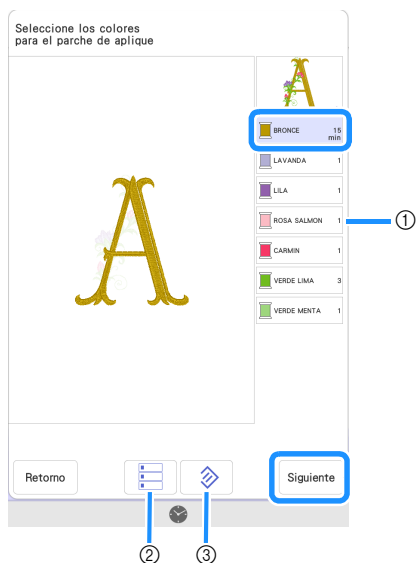 Seleccione los colores
para el parche de aplique
BRONCE 15
min
LAVANDA 1
LILA 1
ROSA SALMON 1
①
CARMIN 1
VERDE LIMA 3
VERDE MENTA 1
Retorno
Siguiente
② ③